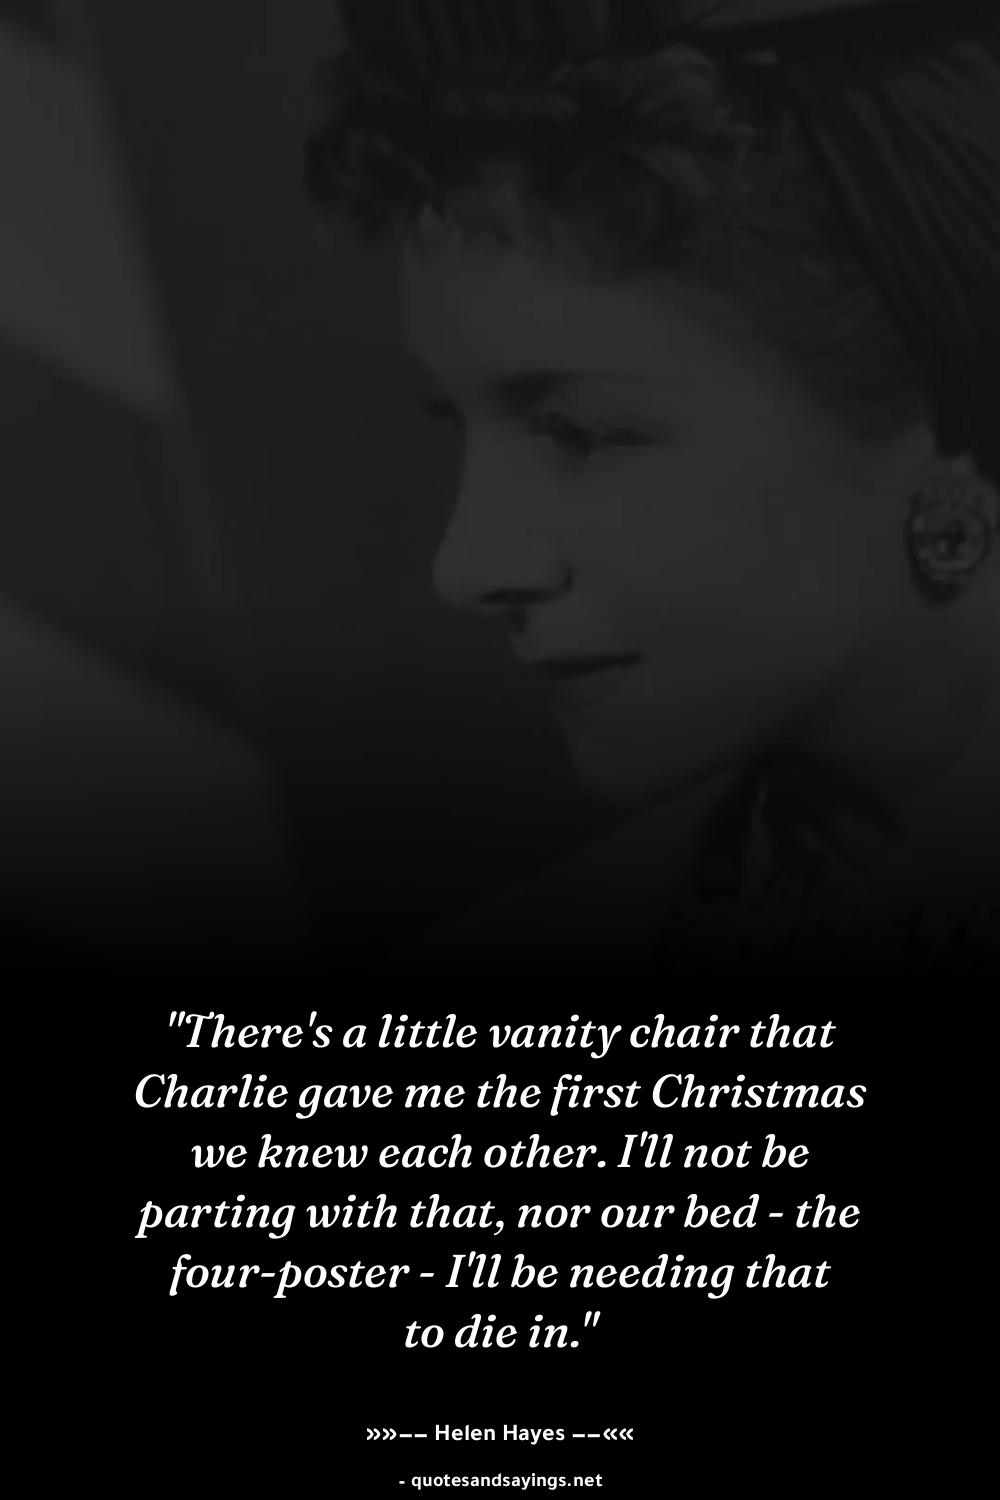 "There's a little vanity chair that
Charlie gave me the first Christmas
we knew each other. I'll not be
parting with that, nor our bed - the
four-poster - I'll be needing that
to die in."
»»–– Helen Hayes ––««
- quotesandsayings.net